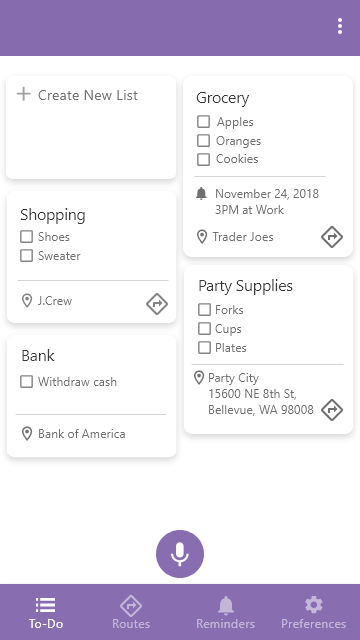 Create New List
Shopping
Shoes
Sweater
J.Crew
Bank
Withdraw cash
Bank of America
Grocery
Apples
Oranges
Cookies
November 24, 2018
3PM at Work
Trader Joes
Party Supplies
Forks
Cups
Plates
Party City
15600 NE 8th St,
Bellevue, WA 98008
To-Do
Routes
Reminders
Preferences